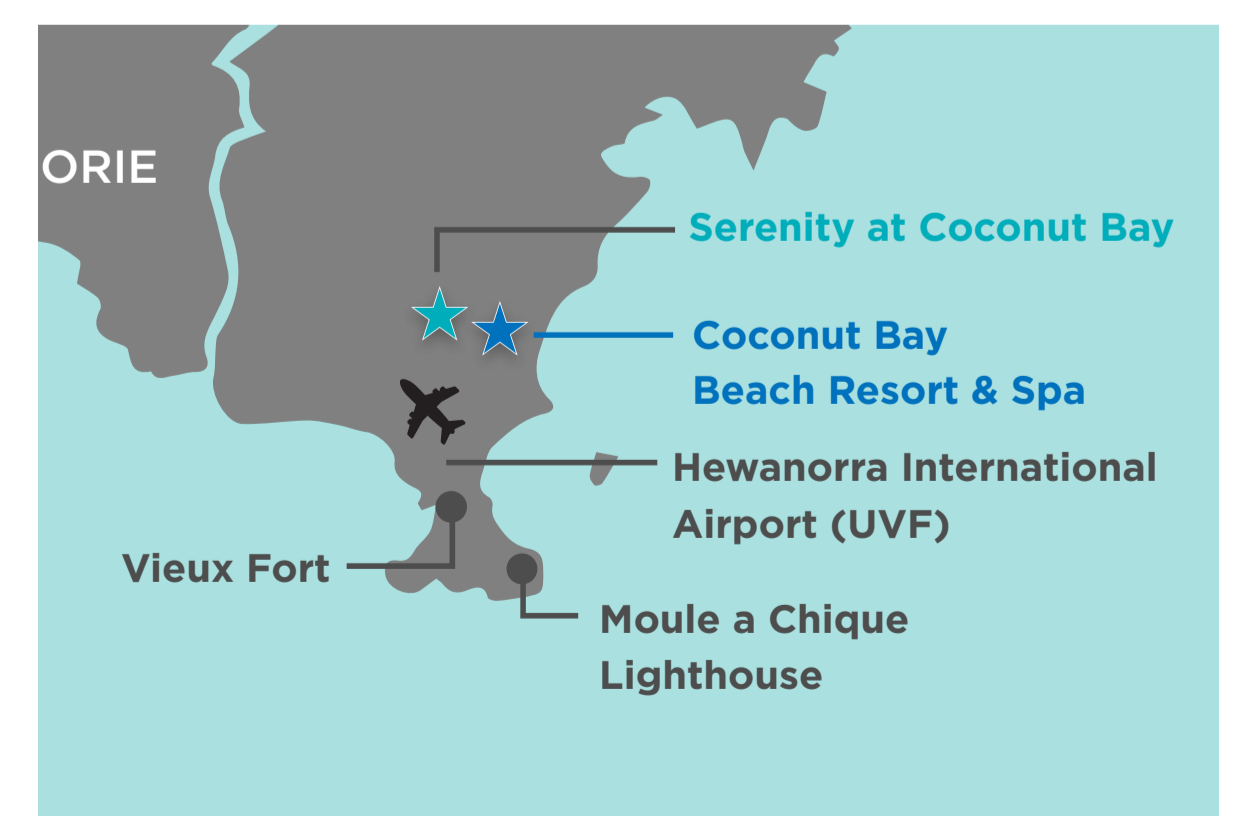 ORIE
Serenity at Coconut Bay
Coconut Bay
Beach Resort & Spa
Hewanorra International
Airport (UVF)
Vieux Fort
Moule a Chique
Lighthouse